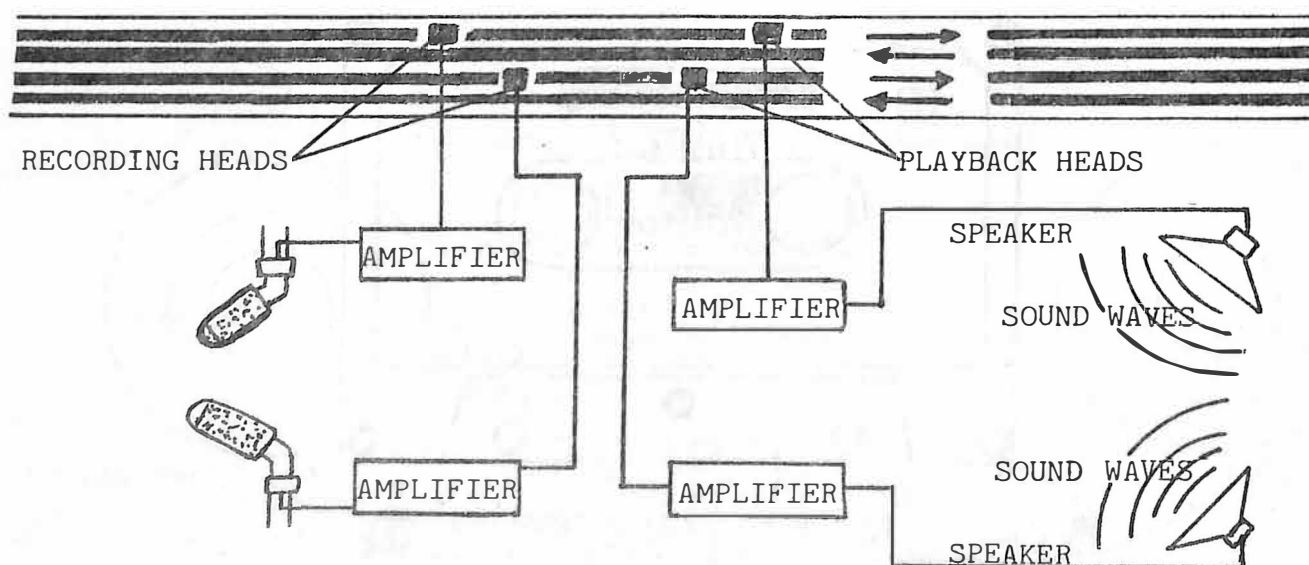 RECORDING HEADS
PLAYBACK HEADS
AMPLIFIER
SPEAKER
AMPLIFIER
SOUND WAVES
AMPLIFIER
AMPLIFIER
SOUND WAVES
SPEAKER